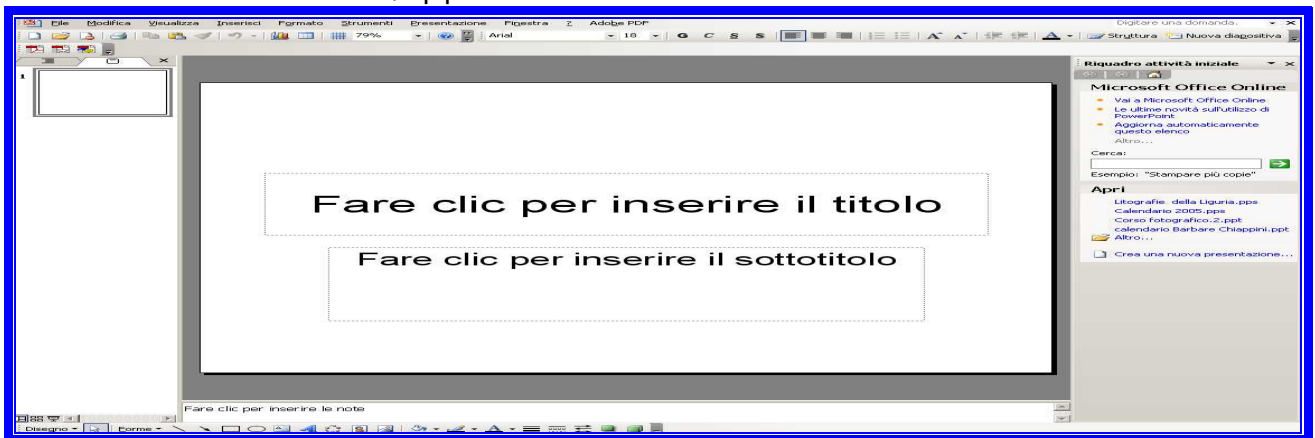 File Modifica Visualizza Inserisci Formato Strumenti Presentazione Finestra ? Adobe PDF Digitare una domanda.
79% Arial 18 G C S S A A A Struttura Nuova diapositiva
Riquadro attività iniziale
1
Microsoft Office Online
Vai a Microsoft Office Online
Le ultime novità sull'utilizzo di
PowerPoint
Aggiorna automaticamente
questo elenco
Altro...
Cerca:
Esempio: "Stampare più copie"
Apri
Litografie della Liguria.pps
Calendario 2005.pps
Corso fotografico.2.ppt
calendario Barbare Chiappini.ppt
Altro...
Crea una nuova presentazione...
Fare clic per inserire il titolo
Fare clic per inserire il sottotitolo
Fare clic per inserire le note
Disegno Forme